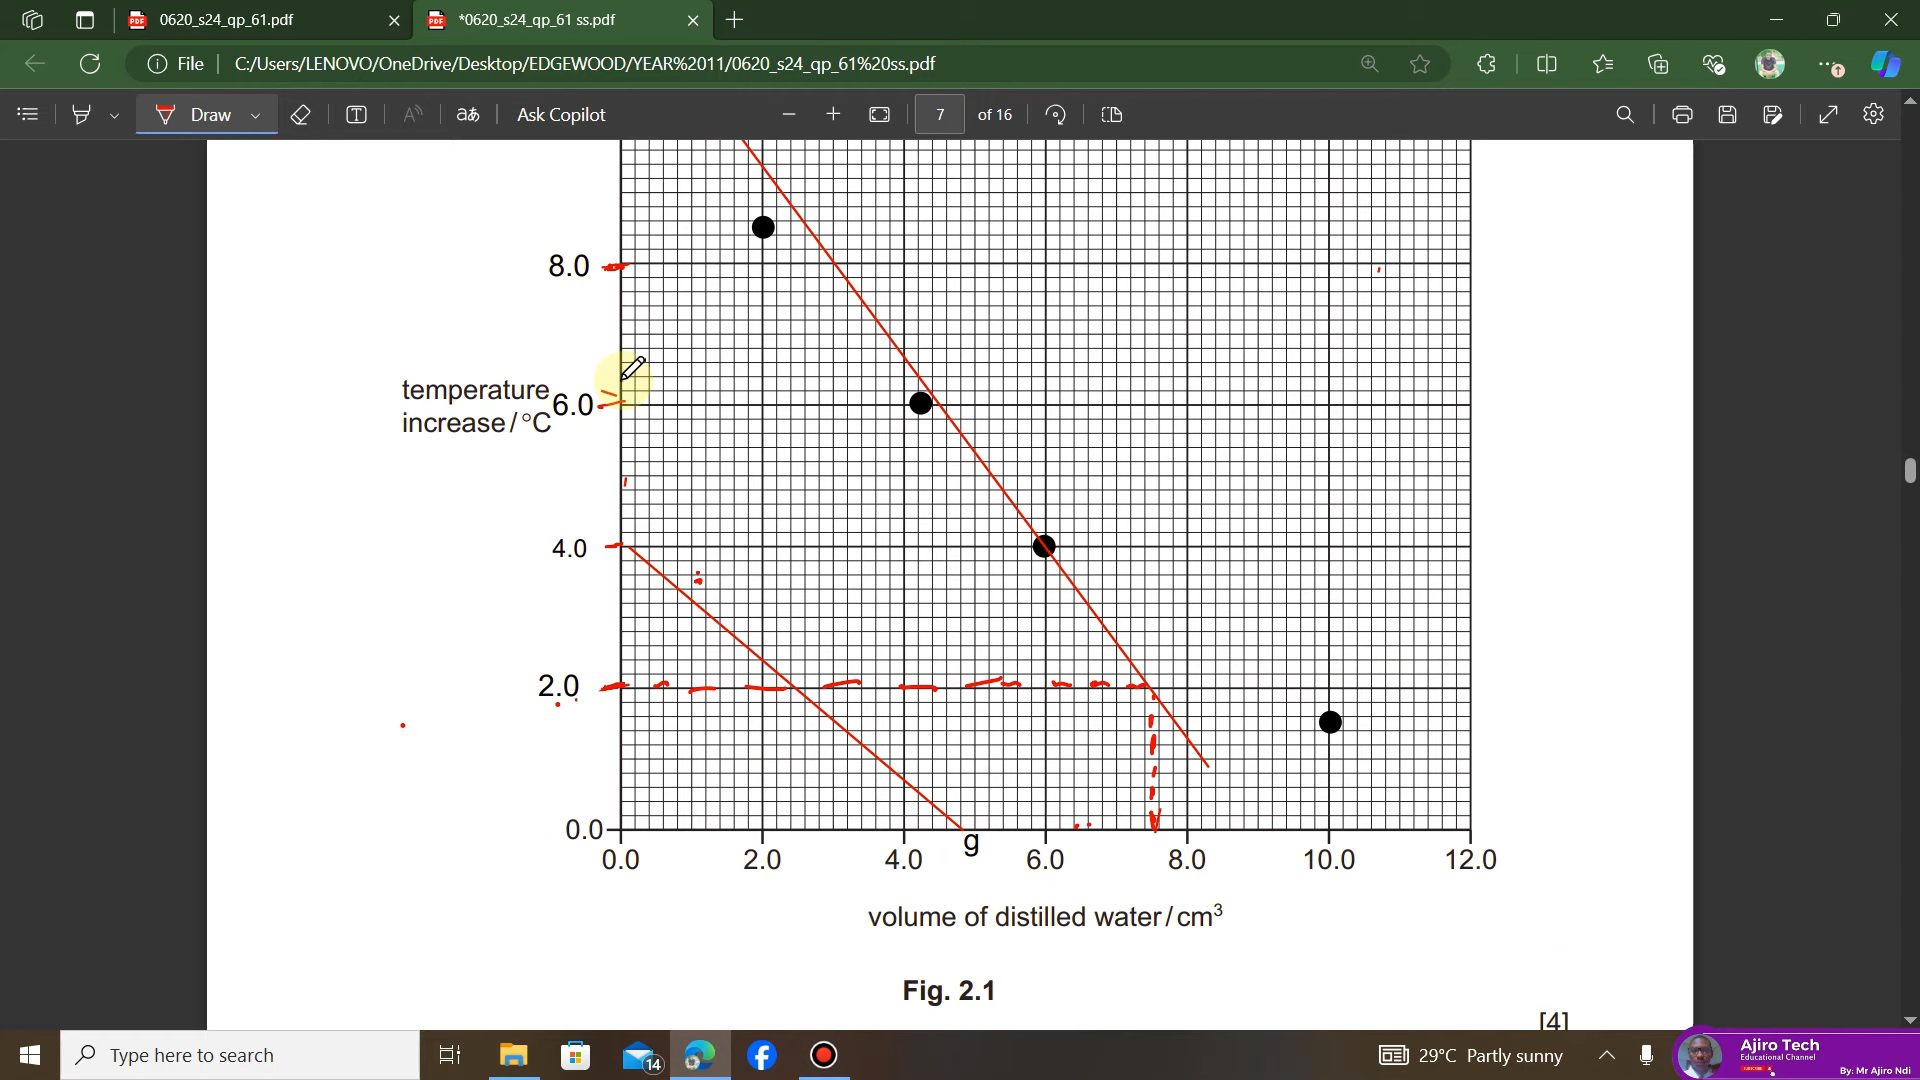 0620_s24_qp_61.pdf
*0620_s24_qp_61 ss.pdf
File
C:/Users/LENOVO/OneDrive/Desktop/EDGEWOOD/YEAR%2011/0620_s24_qp_61%20ss.pdf
Draw
aあ
Ask Copilot
7
of 16
8.0
temperature
increase / °C
6.0
4.0
2.0
0.0
g
0.0 2.0 4.0 6.0 8.0 10.0 12.0
volume of distilled water / cm³
Fig. 2.1
[4]
Type here to search
14
29°C Partly sunny
Ajiro Tech
Educational Channel
SUBSCRIBE
By: Mr Ajiro Ndi